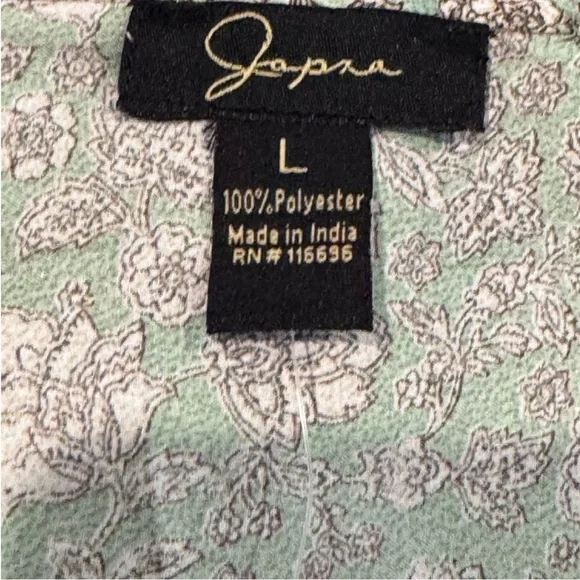 Japna
L
100% Polyester
Made in India
RN# 116696